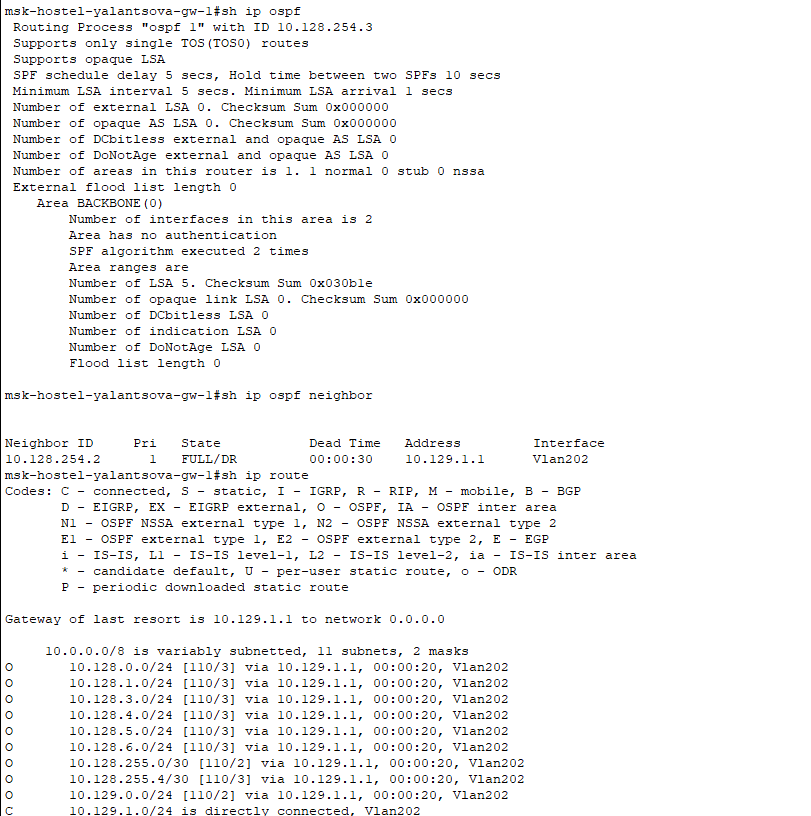 msk-hostel-yalantsova-gw-1#sh ip ospf
Routing Process "ospf 1" with ID 10.128.254.3
Supports only single TOS(TOS0) routes
Supports opaque LSA
SPF schedule delay 5 secs, Hold time between two SPFs 10 secs
Minimum LSA interval 5 secs. Minimum LSA arrival 1 secs
Number of external LSA 0. Checksum Sum 0x000000
Number of opaque AS LSA 0. Checksum Sum 0x000000
Number of DCbitless external and opaque AS LSA 0
Number of DoNotAge external and opaque AS LSA 0
Number of areas in this router is 1. 1 normal 0 stub 0 nssa
External flood list length 0
Area BACKBONE(0)
Number of interfaces in this area is 2
Area has no authentication
SPF algorithm executed 2 times
Area ranges are
Number of LSA 5. Checksum Sum 0x030b1e
Number of opaque link LSA 0. Checksum Sum 0x000000
Number of DCbitless LSA 0
Number of indication LSA 0
Number of DoNotAge LSA 0
Flood list length 0
msk-hostel-yalantsova-gw-1#sh ip ospf neighbor
Neighbor ID     Pri   State           Dead Time   Address         Interface
10.128.254.2      1   FULL/DR         00:00:30    10.129.1.1      Vlan202
msk-hostel-yalantsova-gw-1#sh ip route
Codes: C - connected, S - static, I - IGRP, R - RIP, M - mobile, B - BGP
D - EIGRP, EX - EIGRP external, O - OSPF, IA - OSPF inter area
N1 - OSPF NSSA external type 1, N2 - OSPF NSSA external type 2
E1 - OSPF external type 1, E2 - OSPF external type 2, E - EGP
i - IS-IS, L1 - IS-IS level-1, L2 - IS-IS level-2, ia - IS-IS inter area
* - candidate default, U - per-user static route, o - ODR
P - periodic downloaded static route
Gateway of last resort is 10.129.1.1 to network 0.0.0.0
10.0.0.0/8 is variably subnetted, 11 subnets, 2 masks
O       10.128.0.0/24 [110/3] via 10.129.1.1, 00:00:20, Vlan202
O       10.128.1.0/24 [110/3] via 10.129.1.1, 00:00:20, Vlan202
O       10.128.3.0/24 [110/3] via 10.129.1.1, 00:00:20, Vlan202
O       10.128.4.0/24 [110/3] via 10.129.1.1, 00:00:20, Vlan202
O       10.128.5.0/24 [110/3] via 10.129.1.1, 00:00:20, Vlan202
O       10.128.6.0/24 [110/3] via 10.129.1.1, 00:00:20, Vlan202
O       10.128.255.0/30 [110/2] via 10.129.1.1, 00:00:20, Vlan202
O       10.128.255.4/30 [110/3] via 10.129.1.1, 00:00:20, Vlan202
O       10.129.0.0/24 [110/2] via 10.129.1.1, 00:00:20, Vlan202
C       10.129.1.0/24 is directly connected, Vlan202